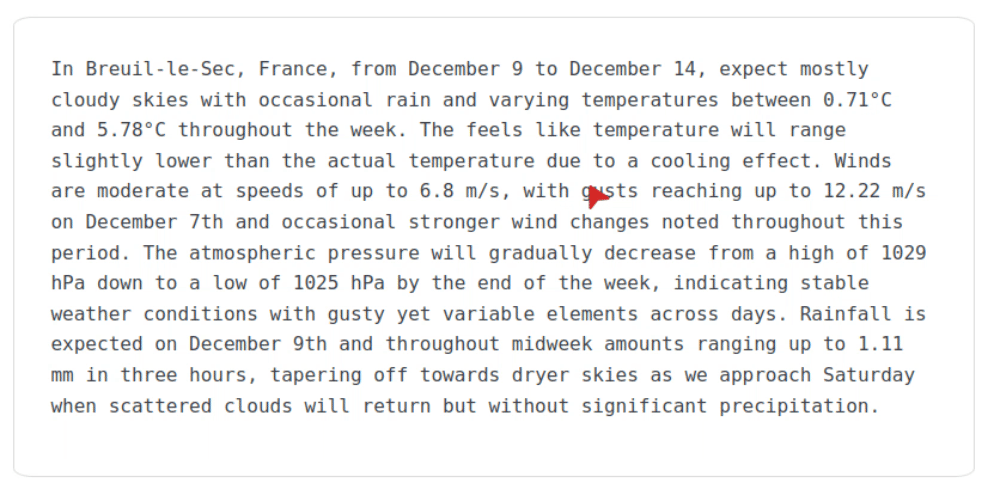 In Breuil-le-Sec, France, from December 9 to December 14, expect mostly
cloudy skies with occasional rain and varying temperatures between 0.71°C
and 5.78°C throughout the week. The feels like temperature will range
slightly lower than the actual temperature due to a cooling effect. Winds
are moderate at speeds of up to 6.8 m/s, with gusts reaching up to 12.22 m/s
on December 7th and occasional stronger wind changes noted throughout this
period. The atmospheric pressure will gradually decrease from a high of 1029
hPa down to a low of 1025 hPa by the end of the week, indicating stable
weather conditions with gusty yet variable elements across days. Rainfall is
expected on December 9th and throughout midweek amounts ranging up to 1.11
mm in three hours, tapering off towards dryer skies as we approach Saturday
when scattered clouds will return but without significant precipitation.